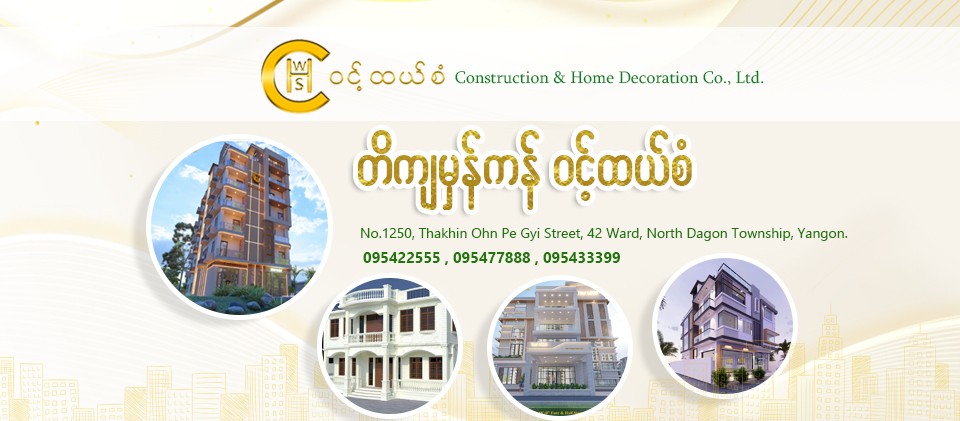 C W H S ဝင့်ထယ်စံ Construction & Home Decoration Co., Ltd.
တိကျမှန်ကန် ဝင့်ထယ်စံ
No.1250, Thakhin Ohn Pe Gyi Street, 42 Ward, North Dagon Township, Yangon.
095422555 , 095477888 , 095433399